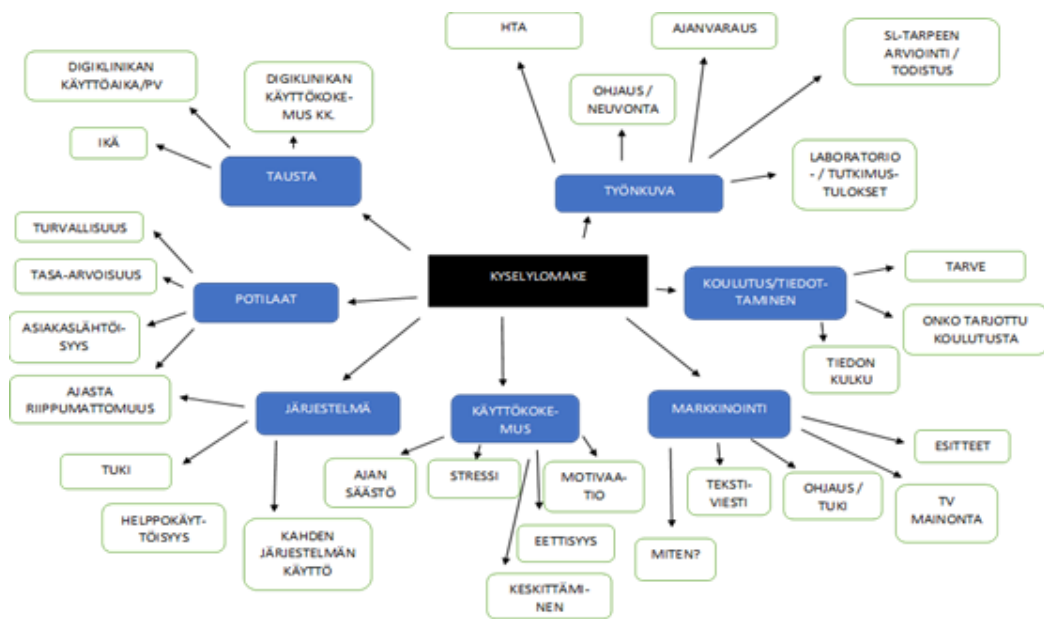 HTA
AJANVARAUS
SL-TARPEEN
ARVIOINTI /
TODISTUS
DIGIKLINIKAN
KÄYTTÖAIKA/PV
DIGIKLINIKAN
KÄYTTÖKOKE-
MUS KK.
OHJAUS /
NEUVONTA
IKÄ
TAUSTA
TYÖNKUVA
LABORATORIO
- / TUTKIMUS-
TULOKSET
TURVALLISUUS
TASA-ARVOISUUS
POTILAAT
KYSELYLOMAKE
KOULUTUS/TIEDOT-
TAMINEN
TARVE
ASIAKASLÄHTÖI-
SYYS
ONKO TARJOTTU
KOULUTUSTA
TIEDON
KULKU
AJASTA
RIIPPUMATTOMUUS
JÄRJESTELMÄ
KÄYTTÖKOKE-
MUS
MARKKINOINTI
ESITTEET
TUKI
AJAN
SÄÄSTÖ
STRESSI
MOTIVAA-
TIO
TEKSTI-
VIESTI
OHJAUS /
TUKI
TV
MAINONTA
HELPPOKÄYT-
TÖISYYS
KAHDEN
JÄRJESTELMÄN
KÄYTTÖ
EETTISYYS
MITEN?
KESKITTÄMI-
NEN